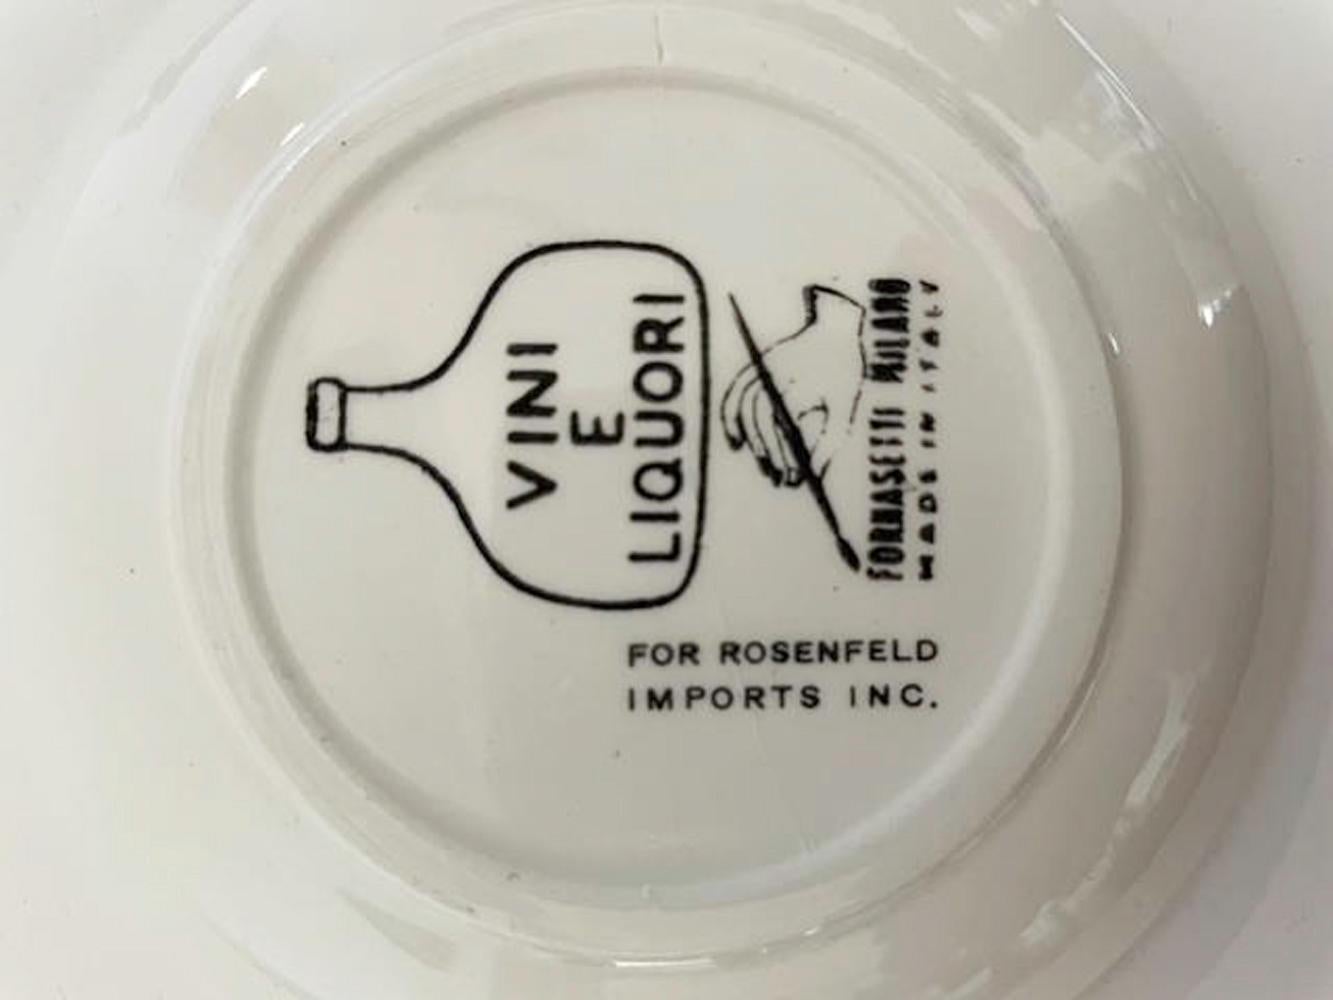 VINI
E
LIQUORI
FORNASETTI MILANO
MADE IN ITALY
FOR ROSENFELD
IMPORTS INC.